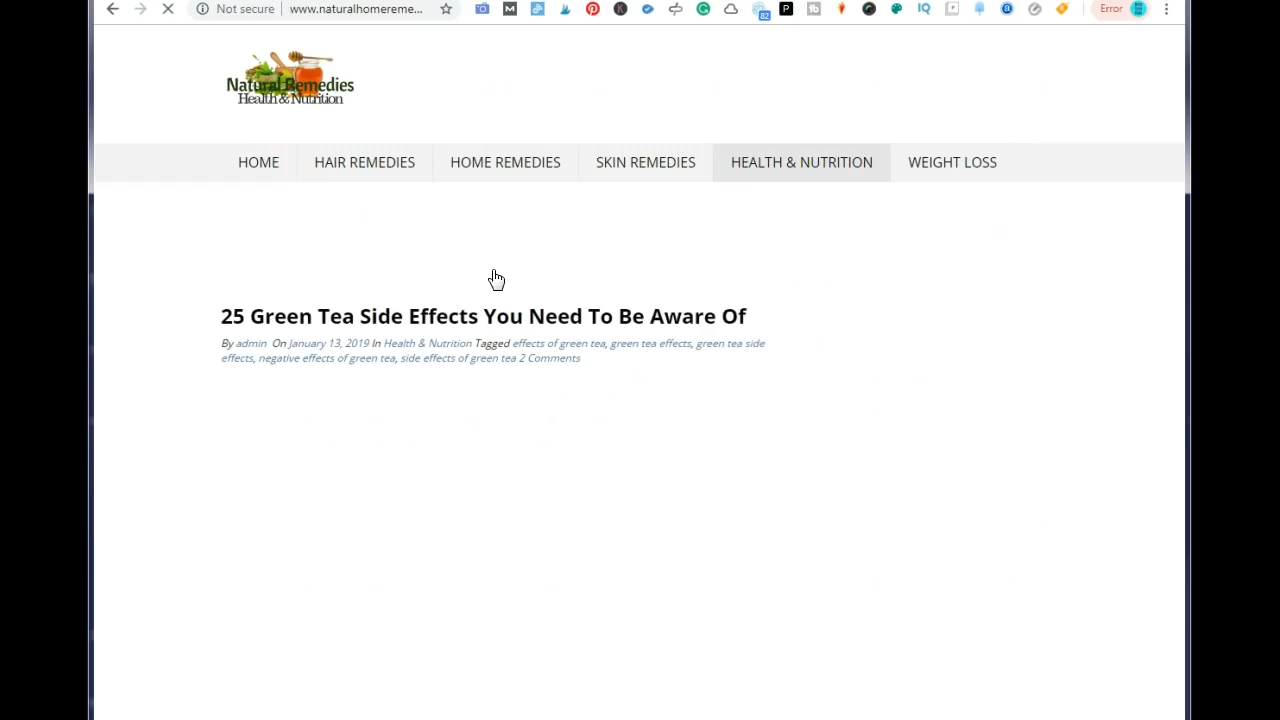 Not secure www.naturalhomereme...
82
Error
Natural Remedies
Health & Nutrition
HOME HAIR REMEDIES HOME REMEDIES SKIN REMEDIES HEALTH & NUTRITION WEIGHT LOSS
25 Green Tea Side Effects You Need To Be Aware Of
By admin On January 13, 2019 In Health & Nutrition Tagged effects of green tea, green tea effects, green tea side
effects, negative effects of green tea, side effects of green tea 2 Comments